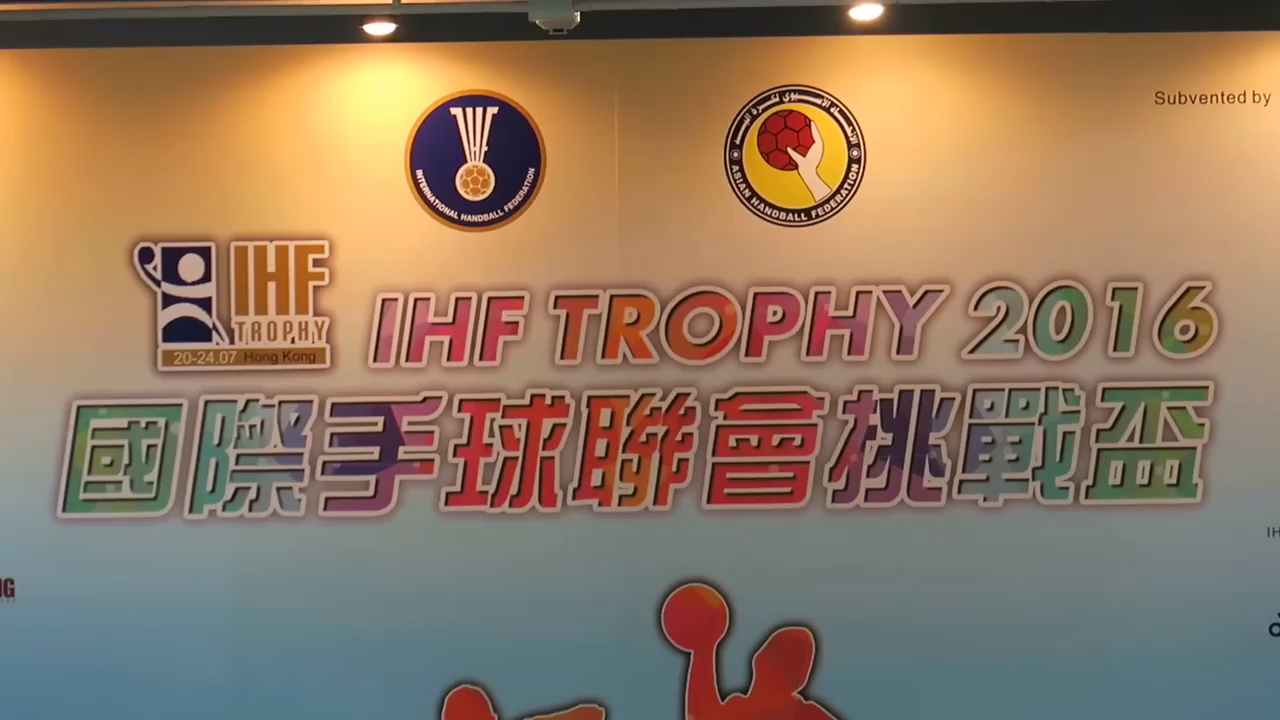 IHF
INTERNATIONAL HANDBALL FEDERATION
ASIAN HANDBALL FEDERATION
Subvented by
IHF
TROPHY
20-24.07 Hong Kong
IHF TROPHY 2016
國際手球聯會挑戰盃